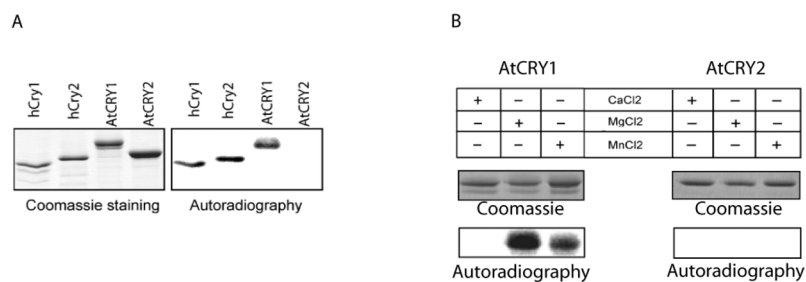 A
hCry1 hCry2 AtCRY1 AtCRY2 hCry1 hCry2 AtCRY1 AtCRY2
Coomassie staining Autoradiography
B
AtCRY1 AtCRY2
+ − − CaCl2 + − −
− + − MgCl2 − + −
− − + MnCl2 − − +
Coomassie Coomassie
Autoradiography Autoradiography